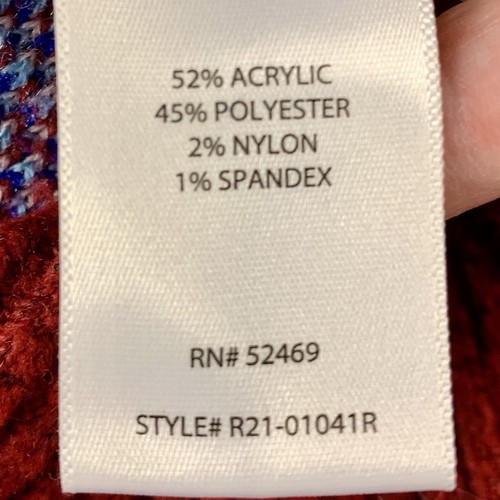 52% ACRYLIC
45% POLYESTER
2% NYLON
1% SPANDEX
RN# 52469
STYLE# R21-01041R